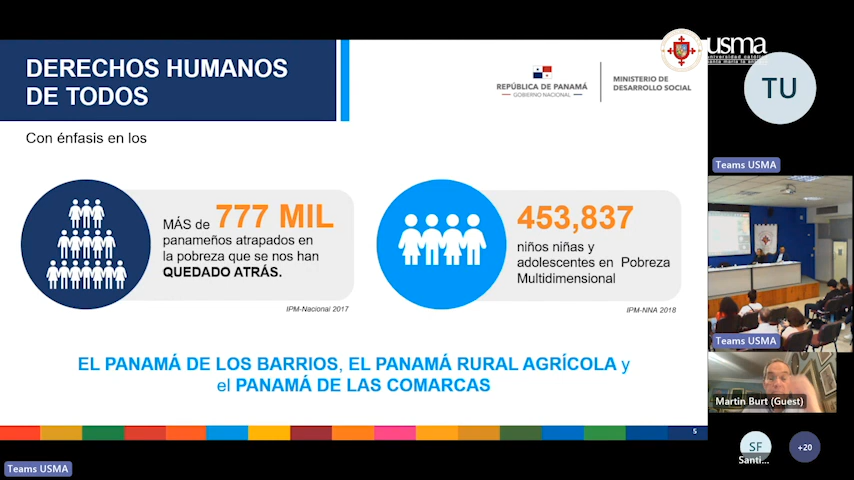 DERECHOS HUMANOS
DE TODOS
REPÚBLICA DE PANAMÁ
GOBIERNO NACIONAL
MINISTERIO DE
DESARROLLO SOCIAL
usma
TU
Teams USMA
Con énfasis en los
MÁS de 777 MIL
panameños atrapados en
la pobreza que se nos han
QUEDADO ATRÁS.
IPM-Nacional 2017
453,837
niños niñas y
adolescentes en Pobreza
Multidimensional
IPM-NNA 2018
EL PANAMÁ DE LOS BARRIOS, EL PANAMÁ RURAL AGRÍCOLA y
el PANAMÁ DE LAS COMARCAS
5
Teams USMA
Martin Burt (Guest)
SF
Santi...
+20
Teams USMA